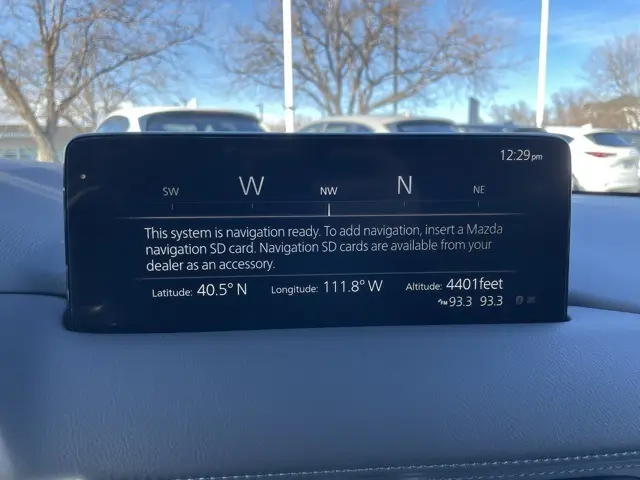 12:29pm
SW W NW N NE
This system is navigation ready. To add navigation, insert a Mazda
navigation SD card. Navigation SD cards are available from your
dealer as an accessory.
Latitude: 40.5° N Longitude: 111.8° W Altitude: 4401feet
FM 93.3 93.3